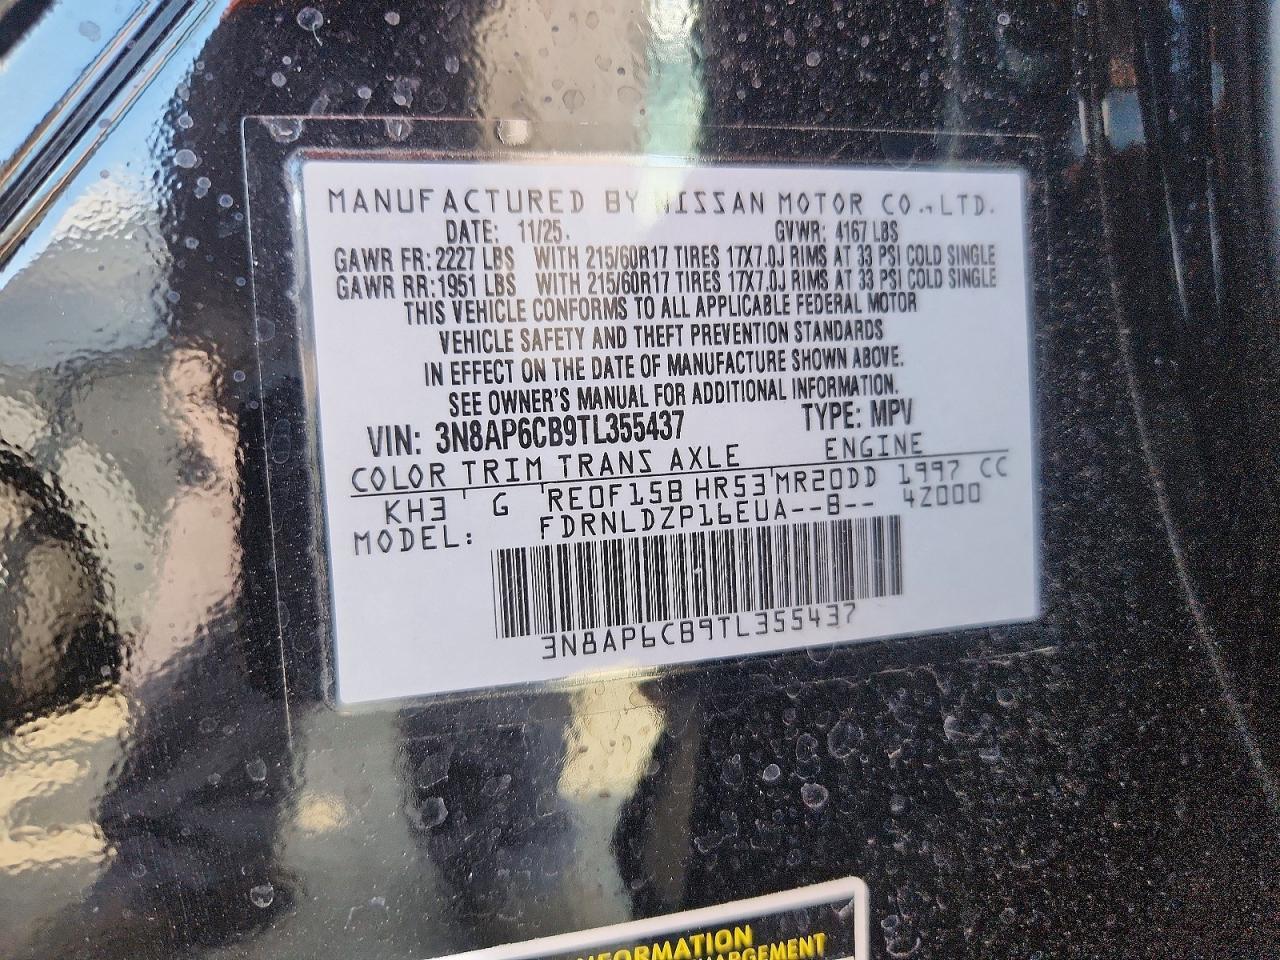 MANUFACTURED BY NISSAN MOTOR CO.,LTD.
DATE: 11/25. GVWR: 4167 LBS
GAWR FR: 2227 LBS WITH 215/60R17 TIRES 17X7.0J RIMS AT 33 PSI COLD SINGLE
GAWR RR: 1951 LBS WITH 215/60R17 TIRES 17X7.0J RIMS AT 33 PSI COLD SINGLE
THIS VEHICLE CONFORMS TO ALL APPLICABLE FEDERAL MOTOR
VEHICLE SAFETY AND THEFT PREVENTION STANDARDS
IN EFFECT ON THE DATE OF MANUFACTURE SHOWN ABOVE.
SEE OWNER'S MANUAL FOR ADDITIONAL INFORMATION.
VIN: 3N8AP6CB9TL355437 TYPE: MPV
COLOR TRIM TRANS AXLE ENGINE
KH3 G RE0F15B HR53 MR20DD 1997 CC
MODEL: FDRNLDZP16EUA--B-- 4Z000
3N8AP6CB9TL355437
INFORMATION